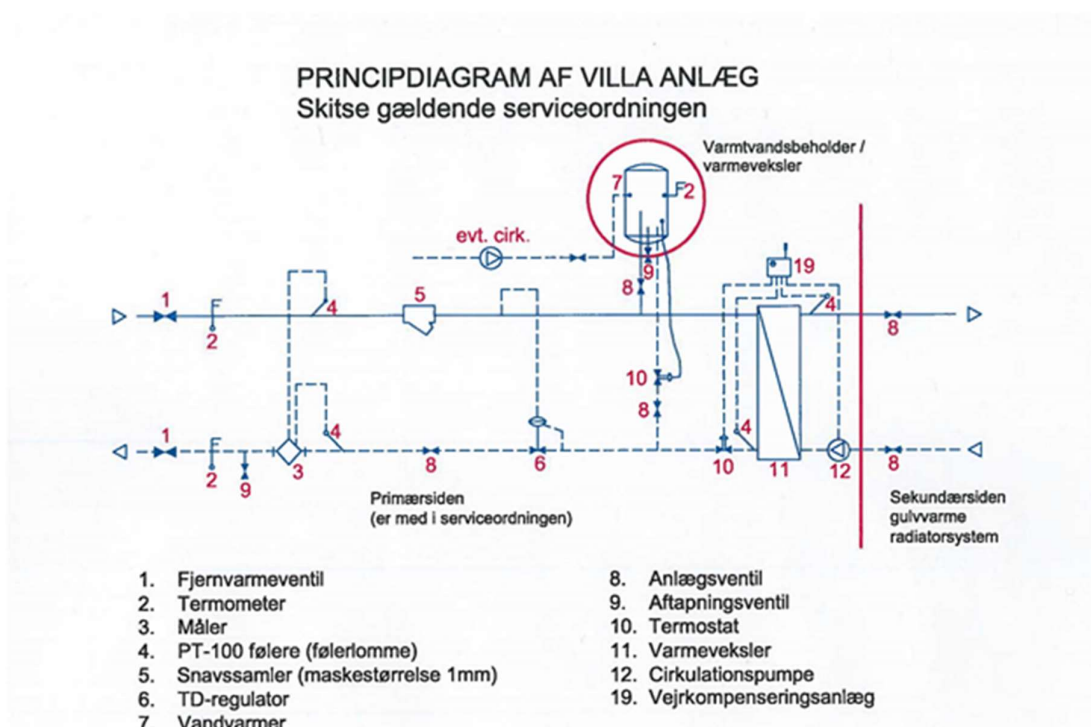 PRINCIPDIAGRAM AF VILLA ANLÆG
Skitse gældende serviceordningen
Varmtvandsbeholder /
varmeveksler
7
2
evt. cirk.
9
19
8
1
2
4
5
4
8
10
8
1
2
9
3
4
8
6
10
4
11
12
8
Primærsiden
(er med i serviceordningen)
Sekundærsiden
gulvvarme
radiatorsystem
1. Fjernvarmeventil
2. Termometer
3. Måler
4. PT-100 følere (følerlomme)
5. Snavssamler (maskestørrelse 1mm)
6. TD-regulator
7 Vandvarmer
8. Anlægsventil
9. Aftapningsventil
10. Termostat
11. Varmeveksler
12. Cirkulationspumpe
19. Vejrkompenseringsanlæg